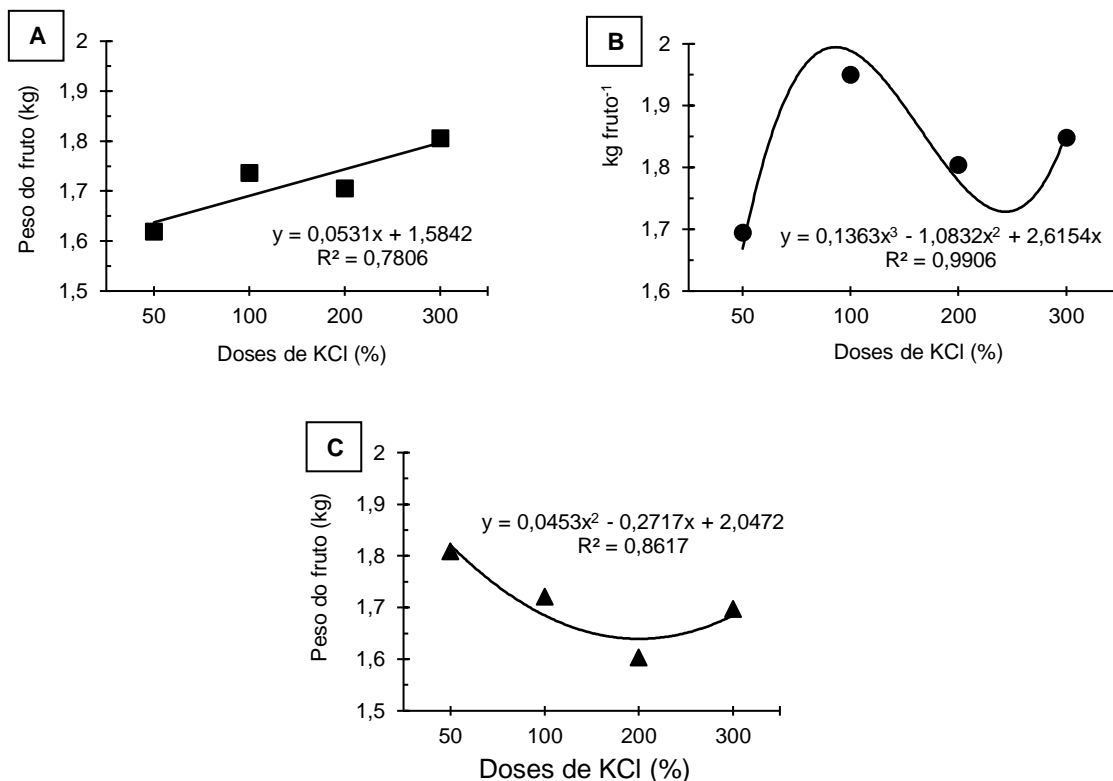 A
Peso do fruto (kg)
2
1,9
1,8
1,7
1,6
1,5
y = 0,0531x + 1,5842
R² = 0,7806
50 100 200 300
Doses de KCl (%)
B
kg fruto⁻¹
2
1,9
1,8
1,7
1,6
y = 0,1363x³ - 1,0832x² + 2,6154x
R² = 0,9906
50 100 200 300
Doses de KCl (%)
C
Peso do fruto (kg)
2
1,9
1,8
1,7
1,6
1,5
y = 0,0453x² - 0,2717x + 2,0472
R² = 0,8617
50 100 200 300
Doses de KCl (%)